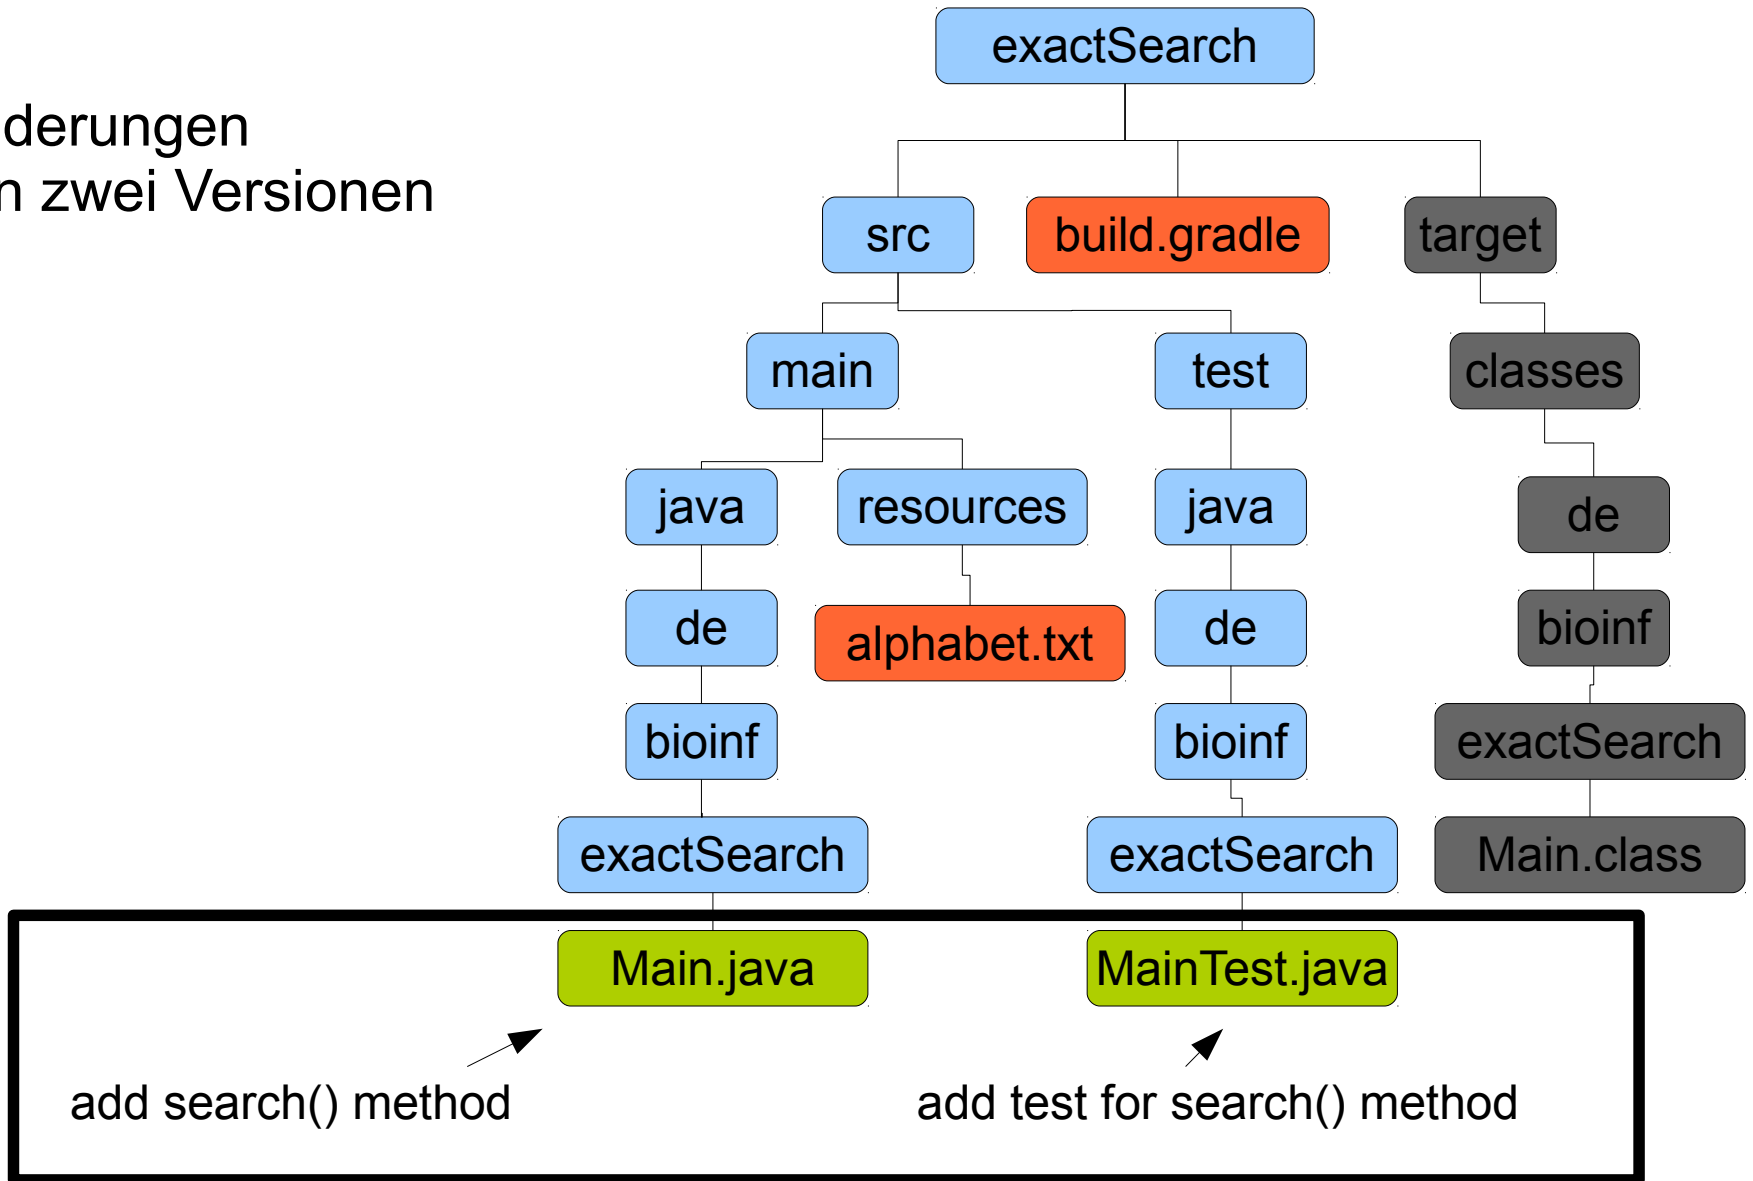 exactSearch
derungen
n zwei Versionen
src
build.gradle
target
main
test
classes
java
resources
java
de
de
alphabet.txt
de
bioinf
bioinf
bioinf
exactSearch
exactSearch
exactSearch
Main.class
Main.java
MainTest.java
add search() method
add test for search() method